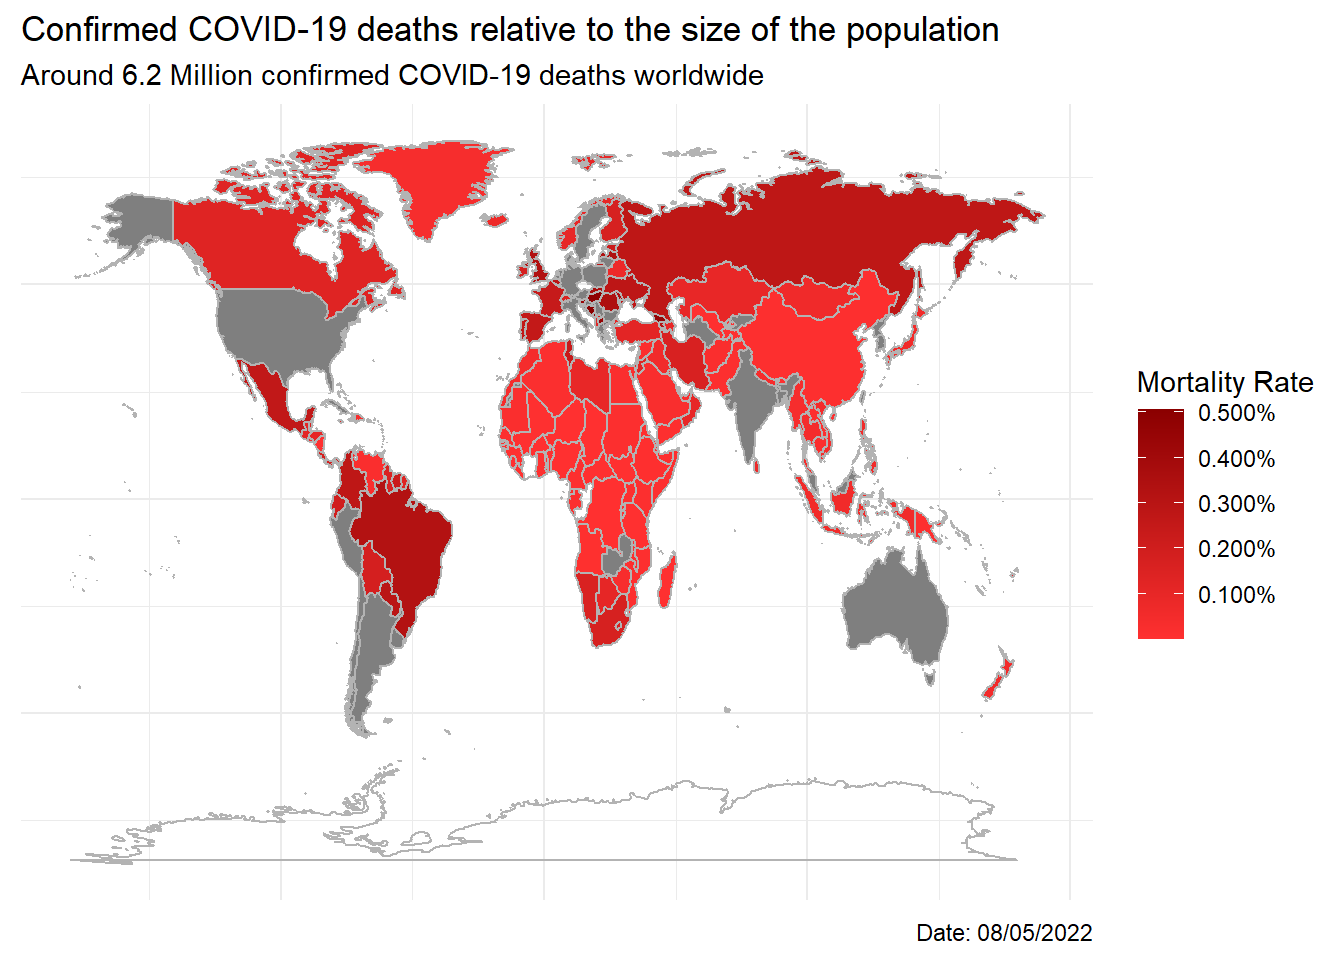 Confirmed COVID-19 deaths relative to the size of the population
Around 6.2 Million confirmed COVID-19 deaths worldwide
Mortality Rate
0.500%
0.400%
0.300%
0.200%
0.100%
Date: 08/05/2022